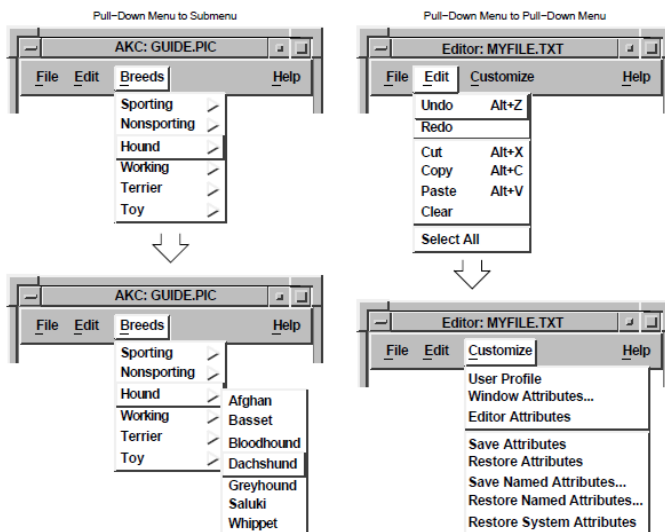 Pull-Down Menu to Submenu
AKC: GUIDE.PIC
File Edit Breeds Help
Sporting
Nonsporting
Hound
Working
Terrier
Toy
AKC: GUIDE.PIC
File Edit Breeds Help
Sporting
Nonsporting
Hound
Working
Terrier
Toy
Afghan
Basset
Bloodhound
Dachshund
Greyhound
Saluki
Whippet
Pull-Down Menu to Pull-Down Menu
Editor: MYFILE.TXT
File Edit Customize Help
Undo Alt+Z
Redo
Cut Alt+X
Copy Alt+C
Paste Alt+V
Clear
Select All
Editor: MYFILE.TXT
File Edit Customize Help
User Profile
Window Attributes...
Editor Attributes
Save Attributes
Restore Attributes
Save Named Attributes...
Restore Named Attributes...
Restore System Attributes